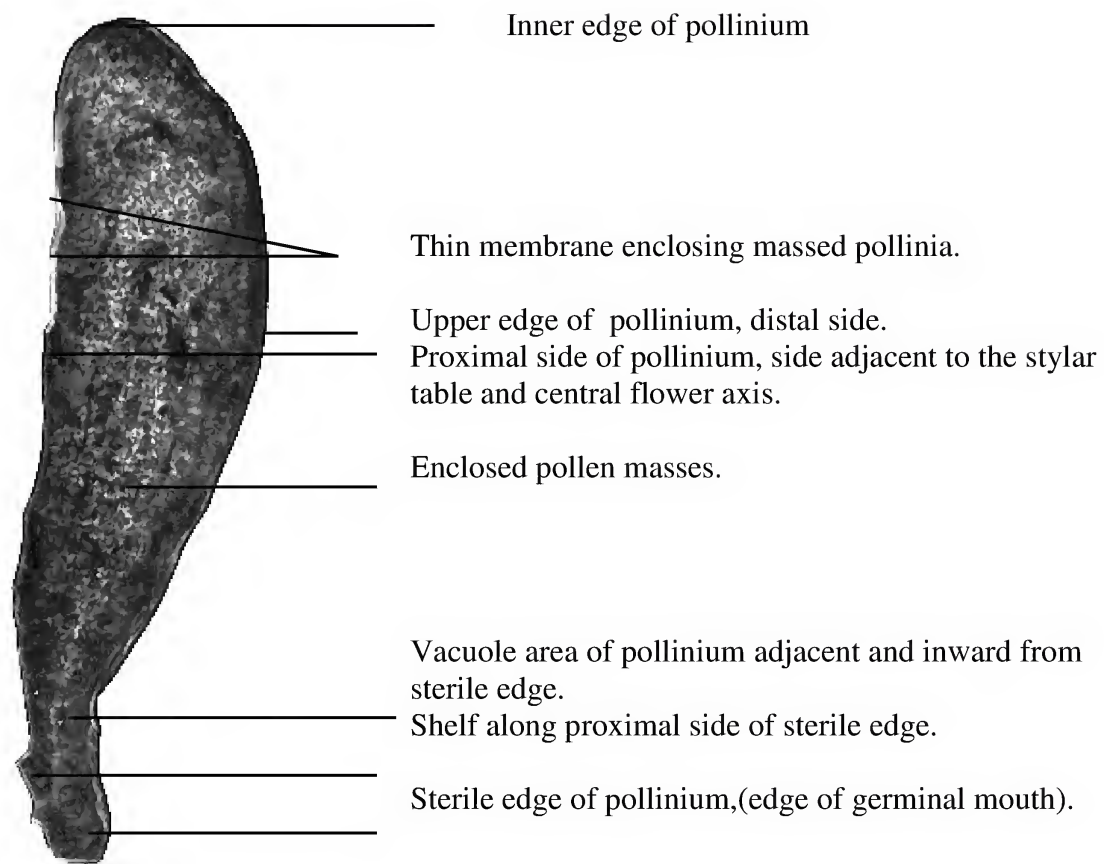 Inner edge of pollinium
Thin membrane enclosing massed pollinia.
Upper edge of  pollinium, distal side.
Proximal side of pollinium, side adjacent to the stylar
table and central flower axis.
Enclosed pollen masses.
Vacuole area of pollinium adjacent and inward from
sterile edge.
Shelf along proximal side of sterile edge.
Sterile edge of pollinium,(edge of germinal mouth).